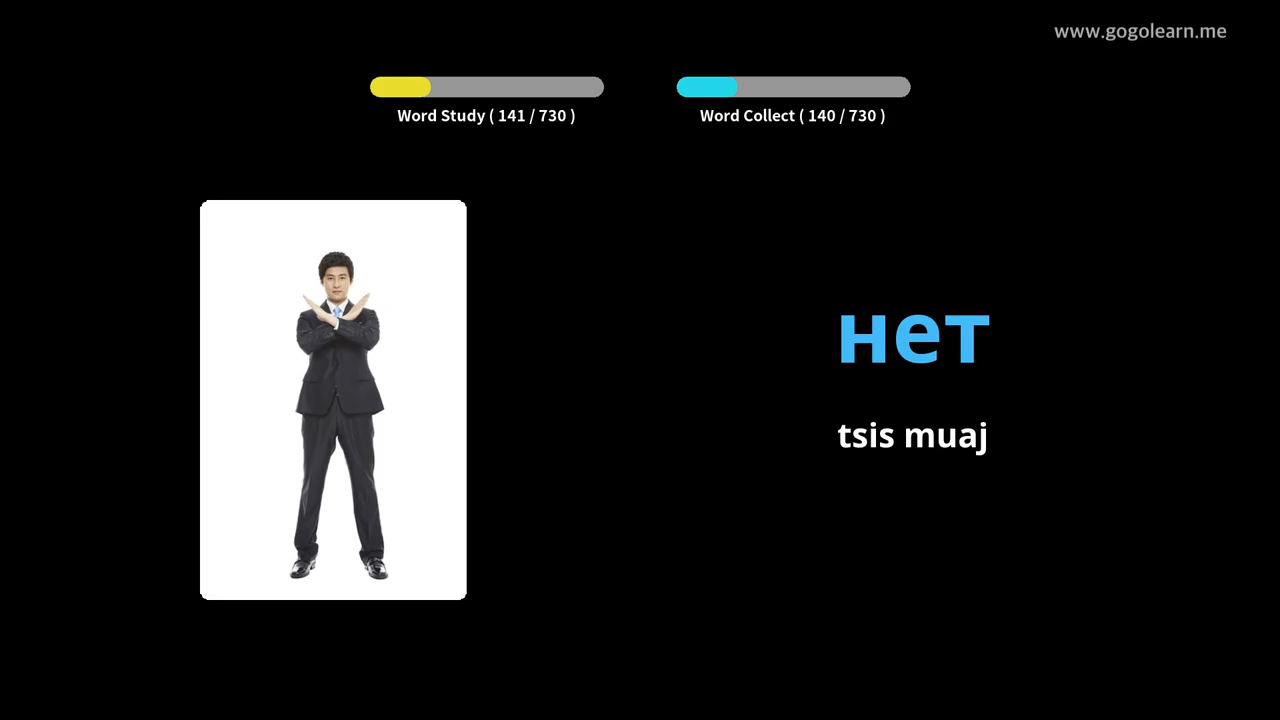 www.gogolearn.me
Word Study ( 141 / 730 )
Word Collect ( 140 / 730 )
нет
tsis muaj